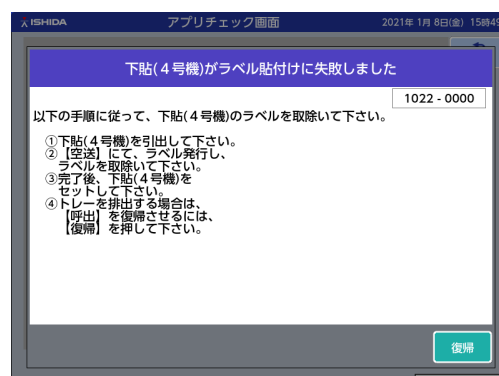 ISHIDA
アプリチェック画面
2021年 1月 8日(金) 15時49
下貼(４号機)がラベル貼付けに失敗しました
1022 - 0000
以下の手順に従って、下貼(４号機)のラベルを取除いて下さい。
①下貼(４号機)を引出して下さい。
②【空送】にて、ラベル発行し、
ラベルを取除いて下さい。
③完了後、下貼(４号機)を
セットして下さい。
④トレーを排出する場合は、
【呼出】を復帰させるには、
【復帰】を押して下さい。
復帰